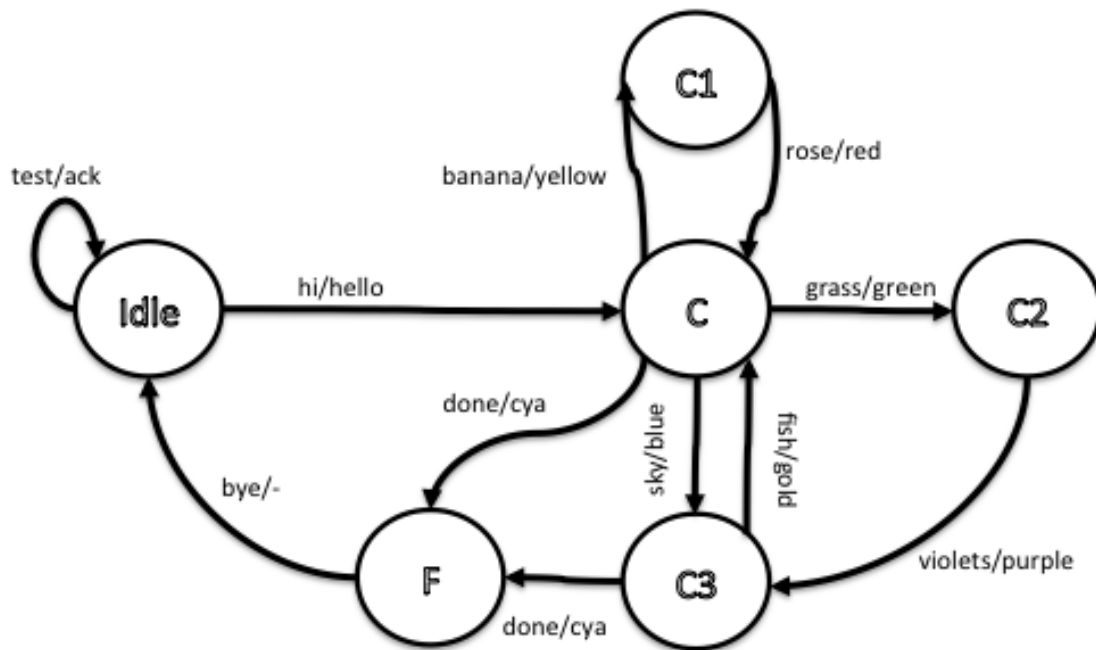 C1
rose/red
test/ack
banana/yellow
hi/hello
grass/green
Idle
C
C2
done/cya
sky/blue
fish/gold
bye/-
violets/purple
F
C3
done/cya